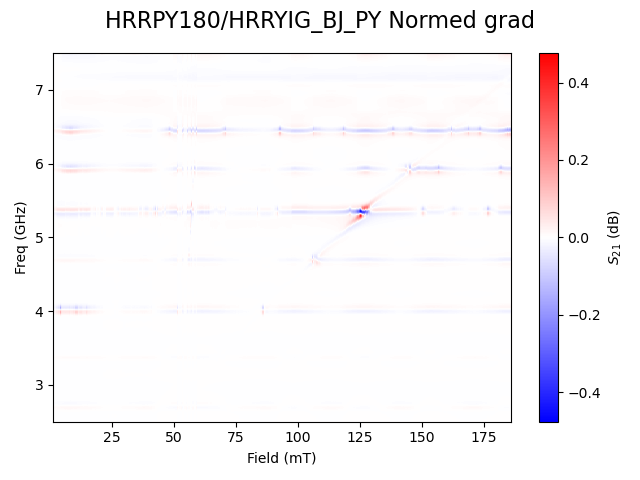 HRRPY180/HRRYIG_BJ_PY Normed grad
7
6
5
4
3
Freq (GHz)
25 50 75 100 125 150 175
Field (mT)
0.4
0.2
0.0
−0.2
−0.4
S₂₁ (dB)